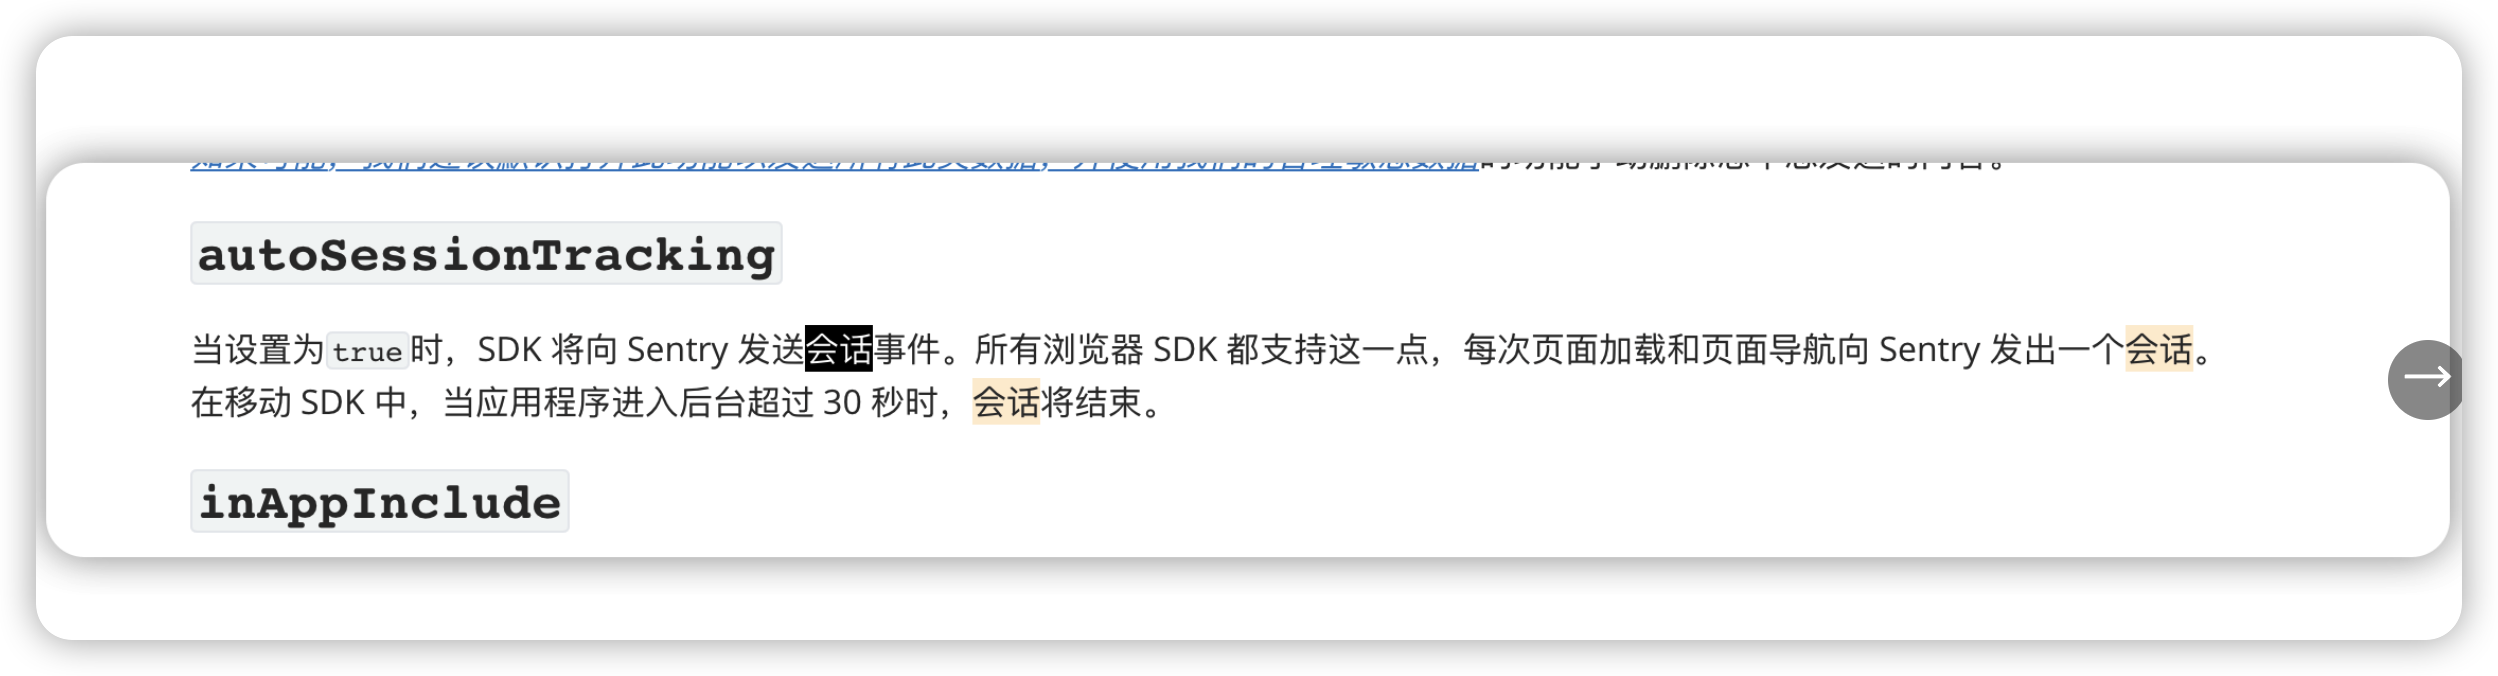 autoSessionTracking
当设置为true时，SDK 将向 Sentry 发送会话事件。所有浏览器 SDK 都支持这一点，每次页面加载和页面导航向 Sentry 发出一个会话。
在移动 SDK 中，当应用程序进入后台超过 30 秒时，会话将结束。
inAppInclude